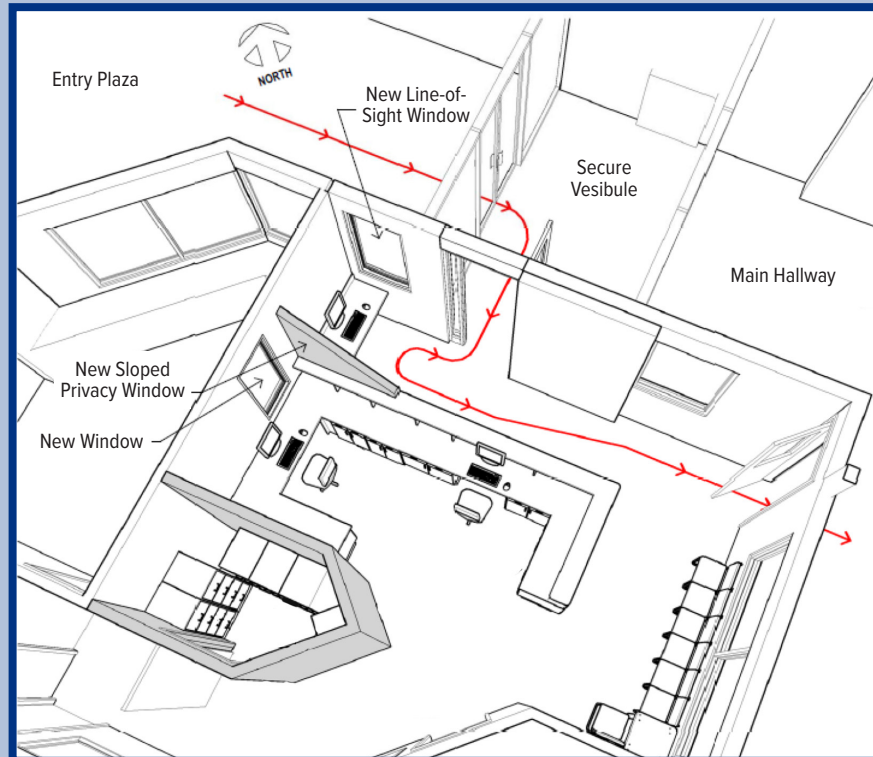 Entry Plaza
NORTH
New Line-of-
Sight Window
Secure
Vesibule
Main Hallway
New Sloped
Privacy Window
New Window